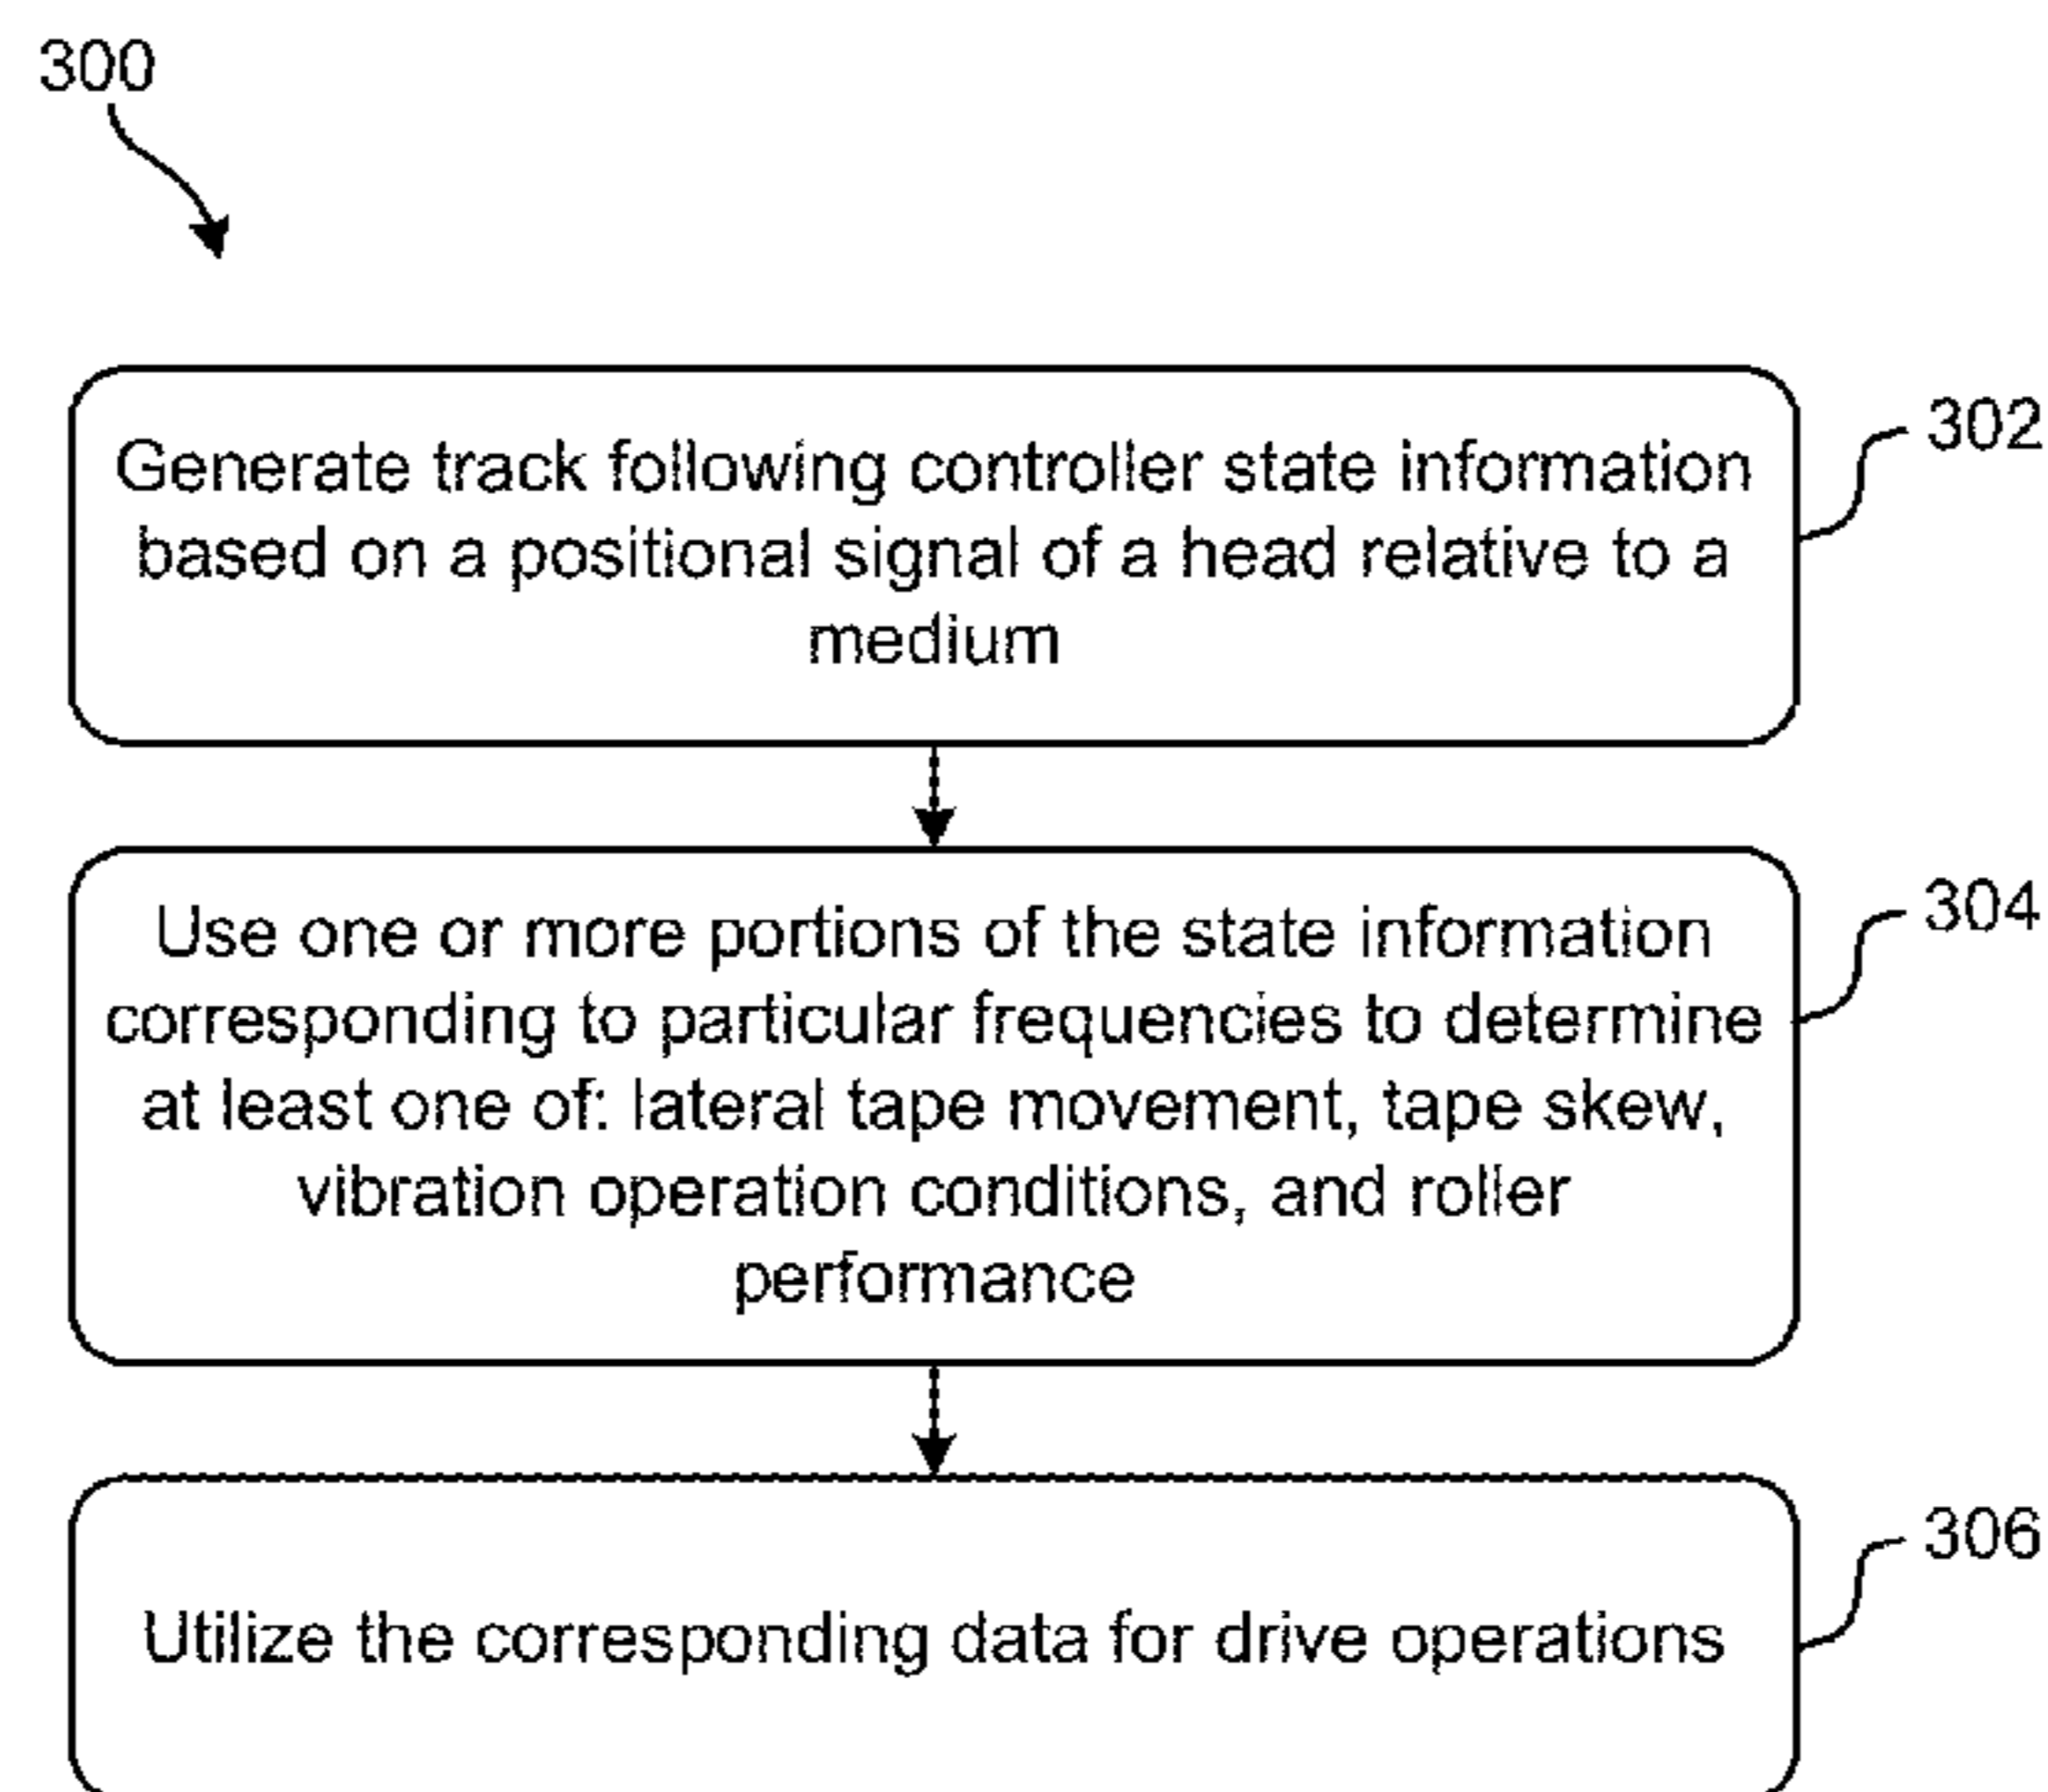 300
Generate track following controller state information
based on a positional signal of a head relative to a
medium
302
Use one or more portions of the state information
corresponding to particular frequencies to determine
at least one of: lateral tape movement, tape skew,
vibration operation conditions, and roller
performance
304
Utilize the corresponding data for drive operations
306